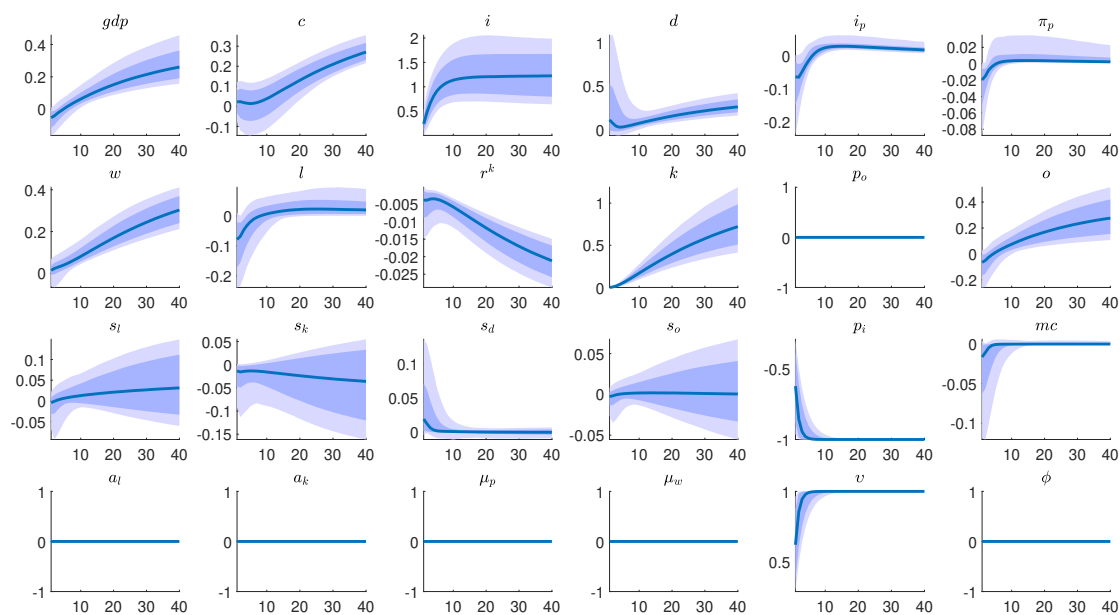 gdp c i d i_p π_p
0.4 0.3 2 1 0 0.02
0.2 0.2 1.5 0.5 -0.1 0
0 0.1 1 0 -0.2 -0.02
0 0.5 -0.04
-0.1 -0.06
-0.08
10 20 30 40 10 20 30 40 10 20 30 40 10 20 30 40 10 20 30 40 10 20 30 40
w l r^k k p_o o
0.4 0 -0.005 1 1 0.4
0.2 -0.1 -0.01 0.5 0 0.2
0 -0.2 -0.015 0 -1 0
-0.02 -0.2
-0.025
10 20 30 40 10 20 30 40 10 20 30 40 10 20 30 40 10 20 30 40 10 20 30 40
s_l s_k s_d s_o p_i mc
0.1 0.05 0.1 0.05 -0.5 0
0.05 0 0.05 0 -1 -0.05
0 -0.05 0 -0.05 -0.1
-0.05 -0.1
-0.15
10 20 30 40 10 20 30 40 10 20 30 40 10 20 30 40 10 20 30 40 10 20 30 40
a_l a_k μ_p μ_w υ ϕ
1 1 1 1 1 1
0 0 0 0 0.5 0
-1 -1 -1 -1 -1
10 20 30 40 10 20 30 40 10 20 30 40 10 20 30 40 10 20 30 40 10 20 30 40